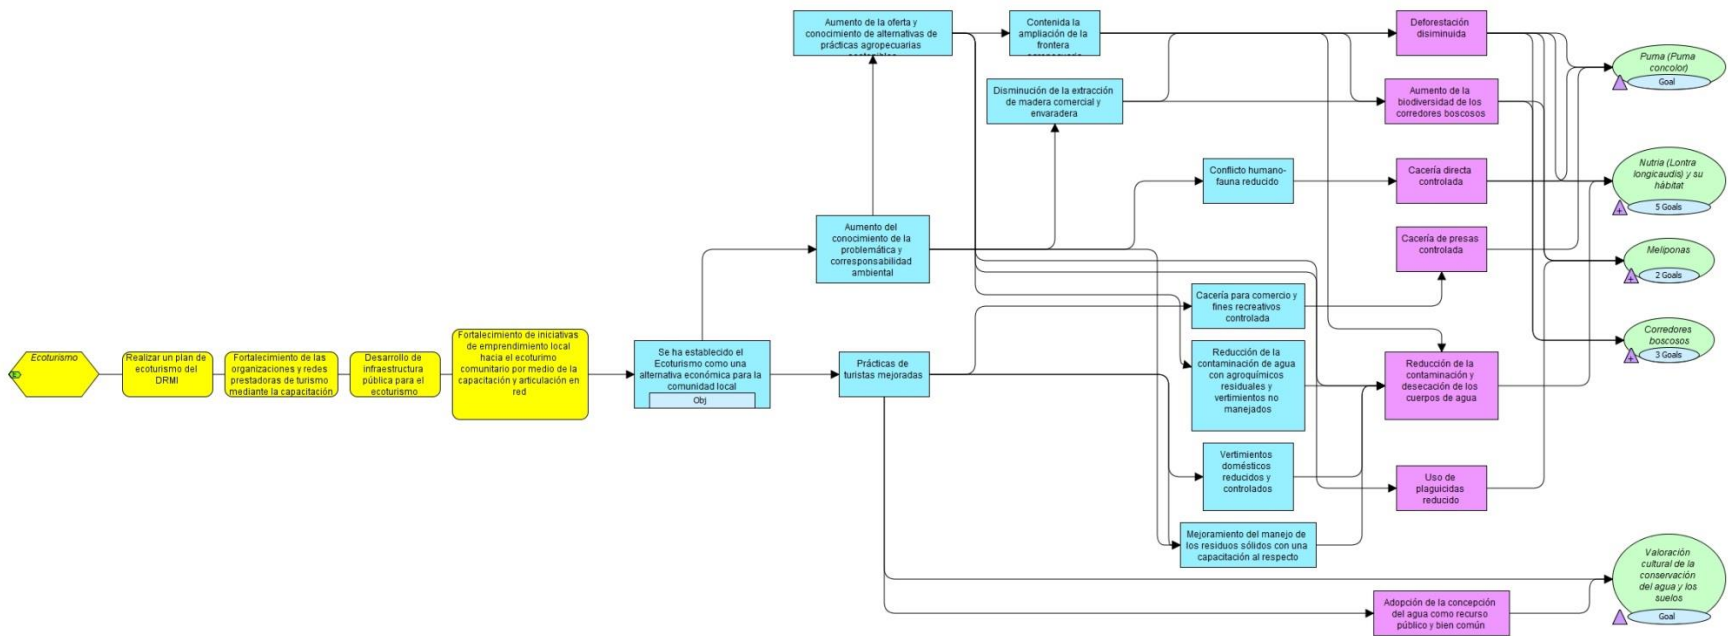 Ecoturismo
Realizar un plan de
ecoturismo del
DRMI
Fortalecimiento de las
organizaciones y redes
prestadoras de turismo
mediante la capacitación
Desarrollo de
infraestructura
pública para el
ecoturismo
Fortalecimiento de iniciativas
de emprendimiento local
hacia el ecoturimo
comunitario por medio de la
capacitación y articulación en
red
Se ha establecido el
Ecoturismo como una
alternativa económica para la
comunidad local
Obj
Aumento de la oferta y
conocimiento de alternativas de
prácticas agropecuarias
Aumento del
conocimiento de la
problemática y
corresponsabilidad
ambiental
Prácticas de
turistas mejoradas
Contenida la
ampliación de la
frontera
Disminución de la extracción
de madera comercial y
envaradera
Conflicto humano-
fauna reducido
Cacería para comercio y
fines recreativos
controlada
Reducción de la
contaminación de agua
con agroquímicos
residuales y
vertimientos no
manejados
Vertimientos
domésticos
reducidos y
controlados
Mejoramiento del manejo de
los residuos sólidos con una
capacitación al respecto
Deforestación
disiminuida
Aumento de la
biodiversidad de los
corredores boscosos
Cacería directa
controlada
Cacería de presas
controlada
Reducción de la
contaminación y
desecación de los
cuerpos de agua
Uso de
plaguicidas
reducido
Adopción de la concepción
del agua como recurso
público y bien común
Puma (Puma
concolor)
Goal
Nutria (Lontra
longicaudis) y su
hábitat
5 Goals
Meliponas
2 Goals
Corredores
boscosos
3 Goals
Valoración
cultural de la
conservación
del agua y los
suelos
Goal